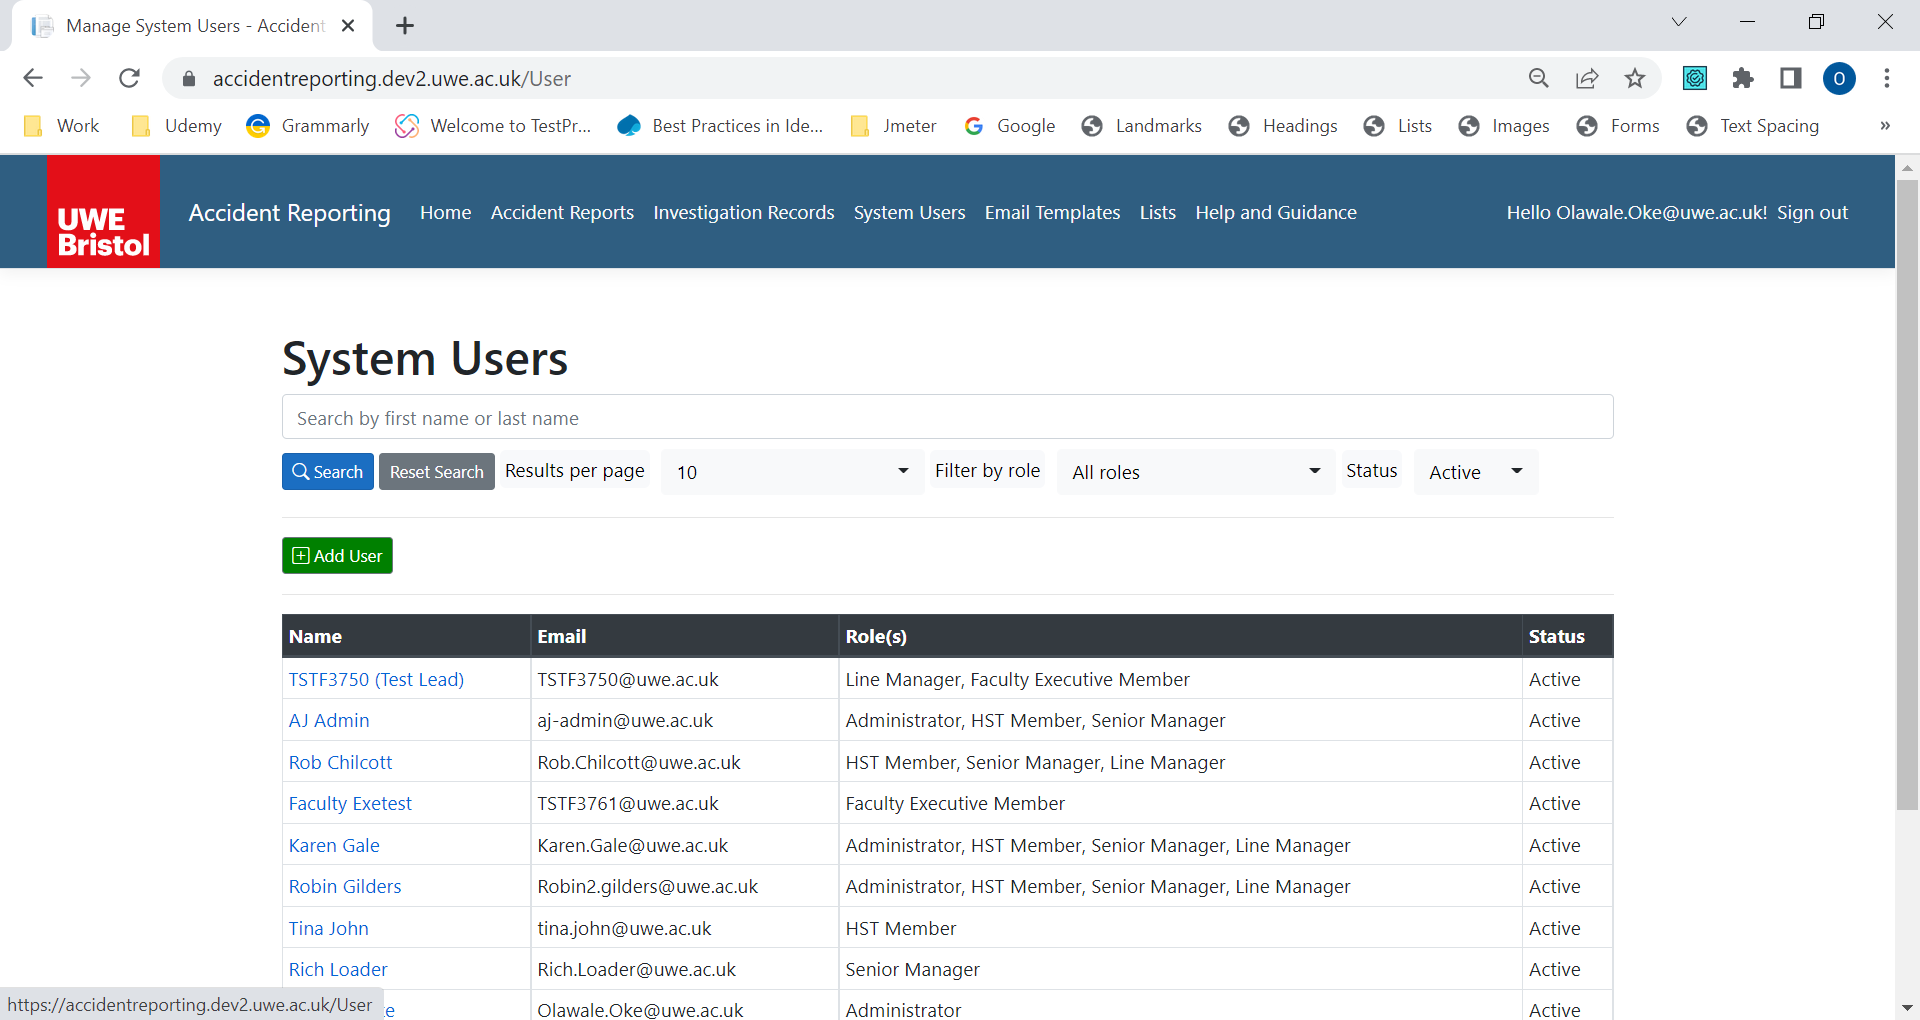 Manage System Users - Accident
accidentreporting.dev2.uwe.ac.uk/User
O
Work Udemy Grammarly Welcome to TestPr... Best Practices in Ide... Jmeter Google Landmarks Headings Lists Images Forms Text Spacing »
UWE
Bristol
Accident Reporting Home Accident Reports Investigation Records System Users Email Templates Lists Help and Guidance Hello Olawale.Oke@uwe.ac.uk! Sign out
System Users
Search by first name or last name
Search Reset Search Results per page 10 Filter by role All roles Status Active
Add User
Name Email Role(s) Status
TSTF3750 (Test Lead) TSTF3750@uwe.ac.uk Line Manager, Faculty Executive Member Active
AJ Admin aj-admin@uwe.ac.uk Administrator, HST Member, Senior Manager Active
Rob Chilcott Rob.Chilcott@uwe.ac.uk HST Member, Senior Manager, Line Manager Active
Faculty Exetest TSTF3761@uwe.ac.uk Faculty Executive Member Active
Karen Gale Karen.Gale@uwe.ac.uk Administrator, HST Member, Senior Manager, Line Manager Active
Robin Gilders Robin2.gilders@uwe.ac.uk Administrator, HST Member, Senior Manager, Line Manager Active
Tina John tina.john@uwe.ac.uk HST Member Active
Rich Loader Rich.Loader@uwe.ac.uk Senior Manager Active
Olawale.Oke@uwe.ac.uk Administrator Active
https://accidentreporting.dev2.uwe.ac.uk/User